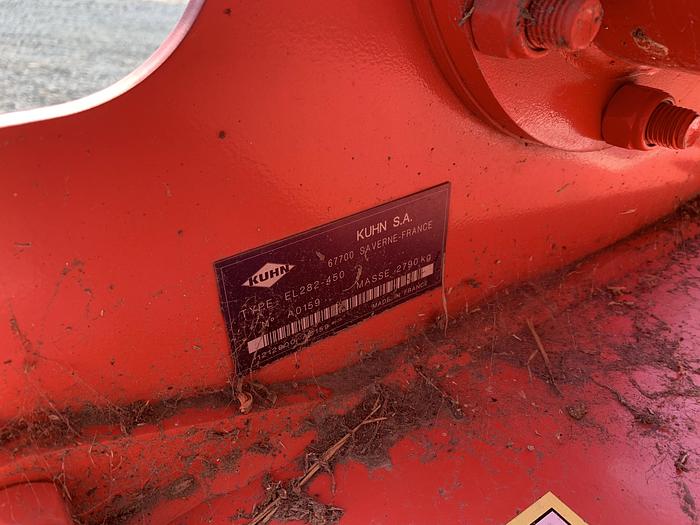 KUHN
KUHN S.A.
67700 SAVERNE-FRANCE
TYPE EL282-450 MASSE 2790 kg
N° A0159
MADE IN FRANCE